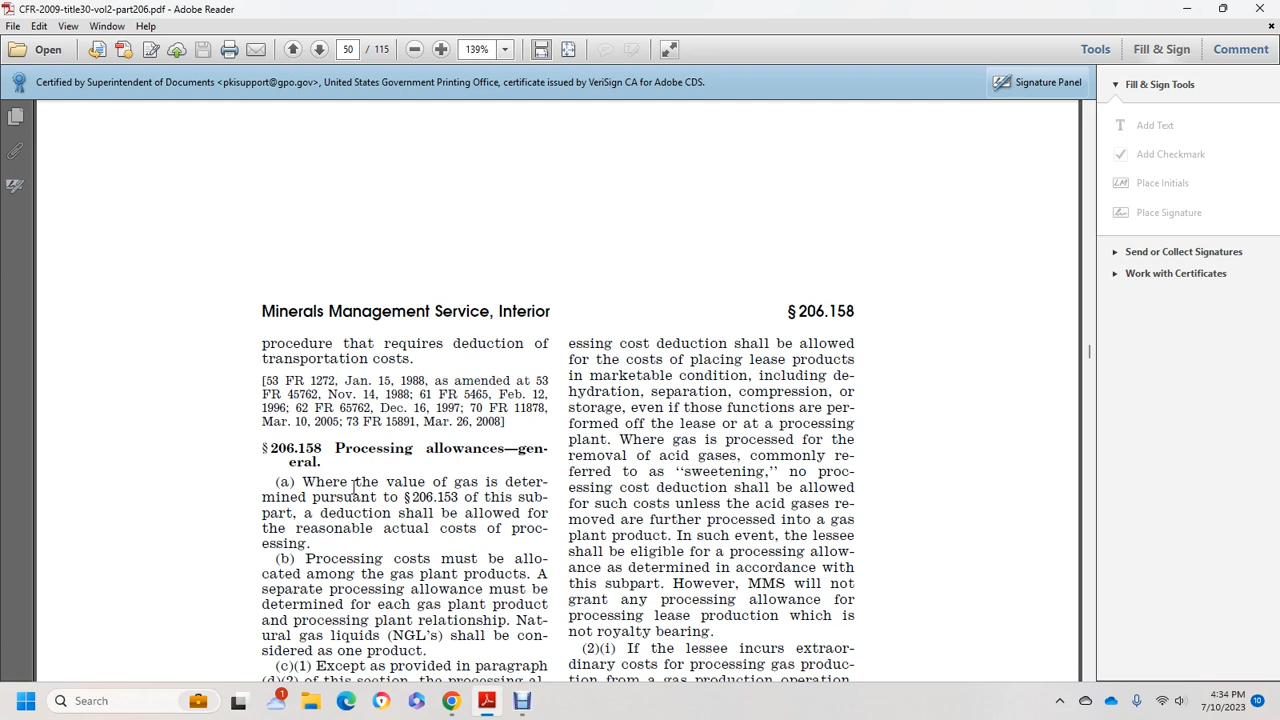 CFR-2009-title30-vol2-part206.pdf - Adobe Reader
File Edit View Window Help
Open 50 / 115 139% Tools Fill & Sign Comment
Certified by Superintendent of Documents <pkisupport@gpo.gov>, United States Government Printing Office, certificate issued by VeriSign CA for Adobe CDS.
Signature Panel
Fill & Sign Tools
Add Text
Add Checkmark
Place Initials
Place Signature
Send or Collect Signatures
Work with Certificates
Minerals Management Service, Interior
§ 206.158
procedure that requires deduction of
transportation costs.
[53 FR 1272, Jan. 15, 1988, as amended at 53
FR 45762, Nov. 14, 1988; 61 FR 5465, Feb. 12,
1996; 62 FR 65762, Dec. 16, 1997; 70 FR 11878,
Mar. 10, 2005; 73 FR 15891, Mar. 26, 2008]
§ 206.158 Processing allowances—gen-
eral.
(a) Where the value of gas is deter-
mined pursuant to § 206.153 of this sub-
part, a deduction shall be allowed for
the reasonable actual costs of proc-
essing.
(b) Processing costs must be allo-
cated among the gas plant products. A
separate processing allowance must be
determined for each gas plant product
and processing plant relationship. Nat-
ural gas liquids (NGL's) shall be con-
sidered as one product.
(c)(1) Except as provided in paragraph
(d)(2) of this section, the processing al-
essing cost deduction shall be allowed
for the costs of placing lease products
in marketable condition, including de-
hydration, separation, compression, or
storage, even if those functions are per-
formed off the lease or at a processing
plant. Where gas is processed for the
removal of acid gases, commonly re-
ferred to as ‘‘sweetening,’’ no proc-
essing cost deduction shall be allowed
for such costs unless the acid gases re-
moved are further processed into a gas
plant product. In such event, the lessee
shall be eligible for a processing allow-
ance as determined in accordance with
this subpart. However, MMS will not
grant any processing allowance for
processing lease production which is
not royalty bearing.
(2)(i) If the lessee incurs extraor-
dinary costs for processing gas produc-
tion from a gas production operation,
Search
4:34 PM
7/10/2023